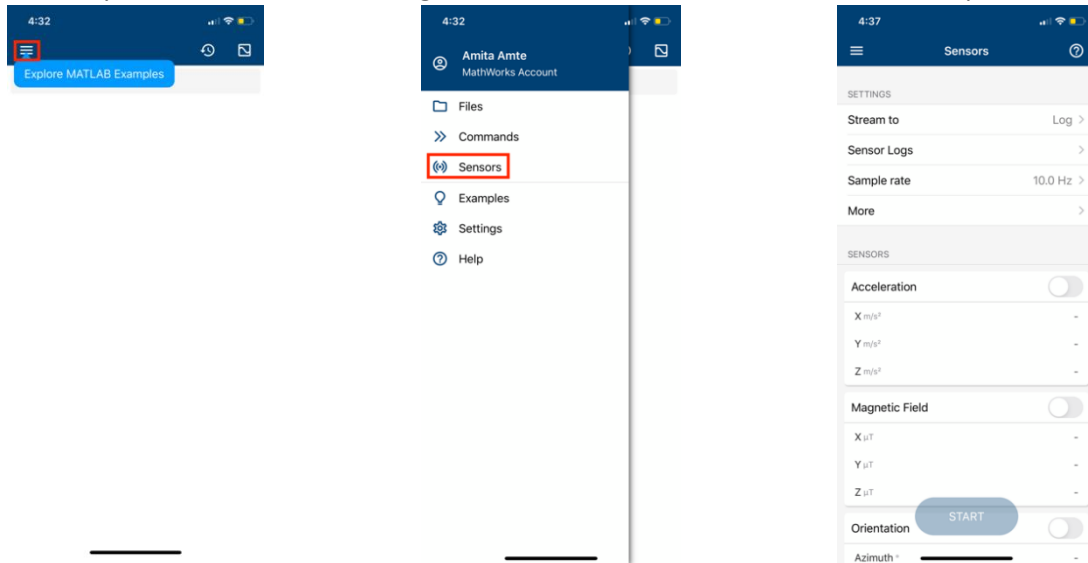 4:32
Explore MATLAB Examples
4:32
Amita Amte
MathWorks Account
Files
Commands
Sensors
Examples
Settings
Help
4:37
Sensors
SETTINGS
Stream to Log
Sensor Logs
Sample rate 10.0 Hz
More
SENSORS
Acceleration
X m/s² -
Y m/s² -
Z m/s² -
Magnetic Field
X μT -
Y μT -
Z μT -
START
Orientation
Azimuth ° -